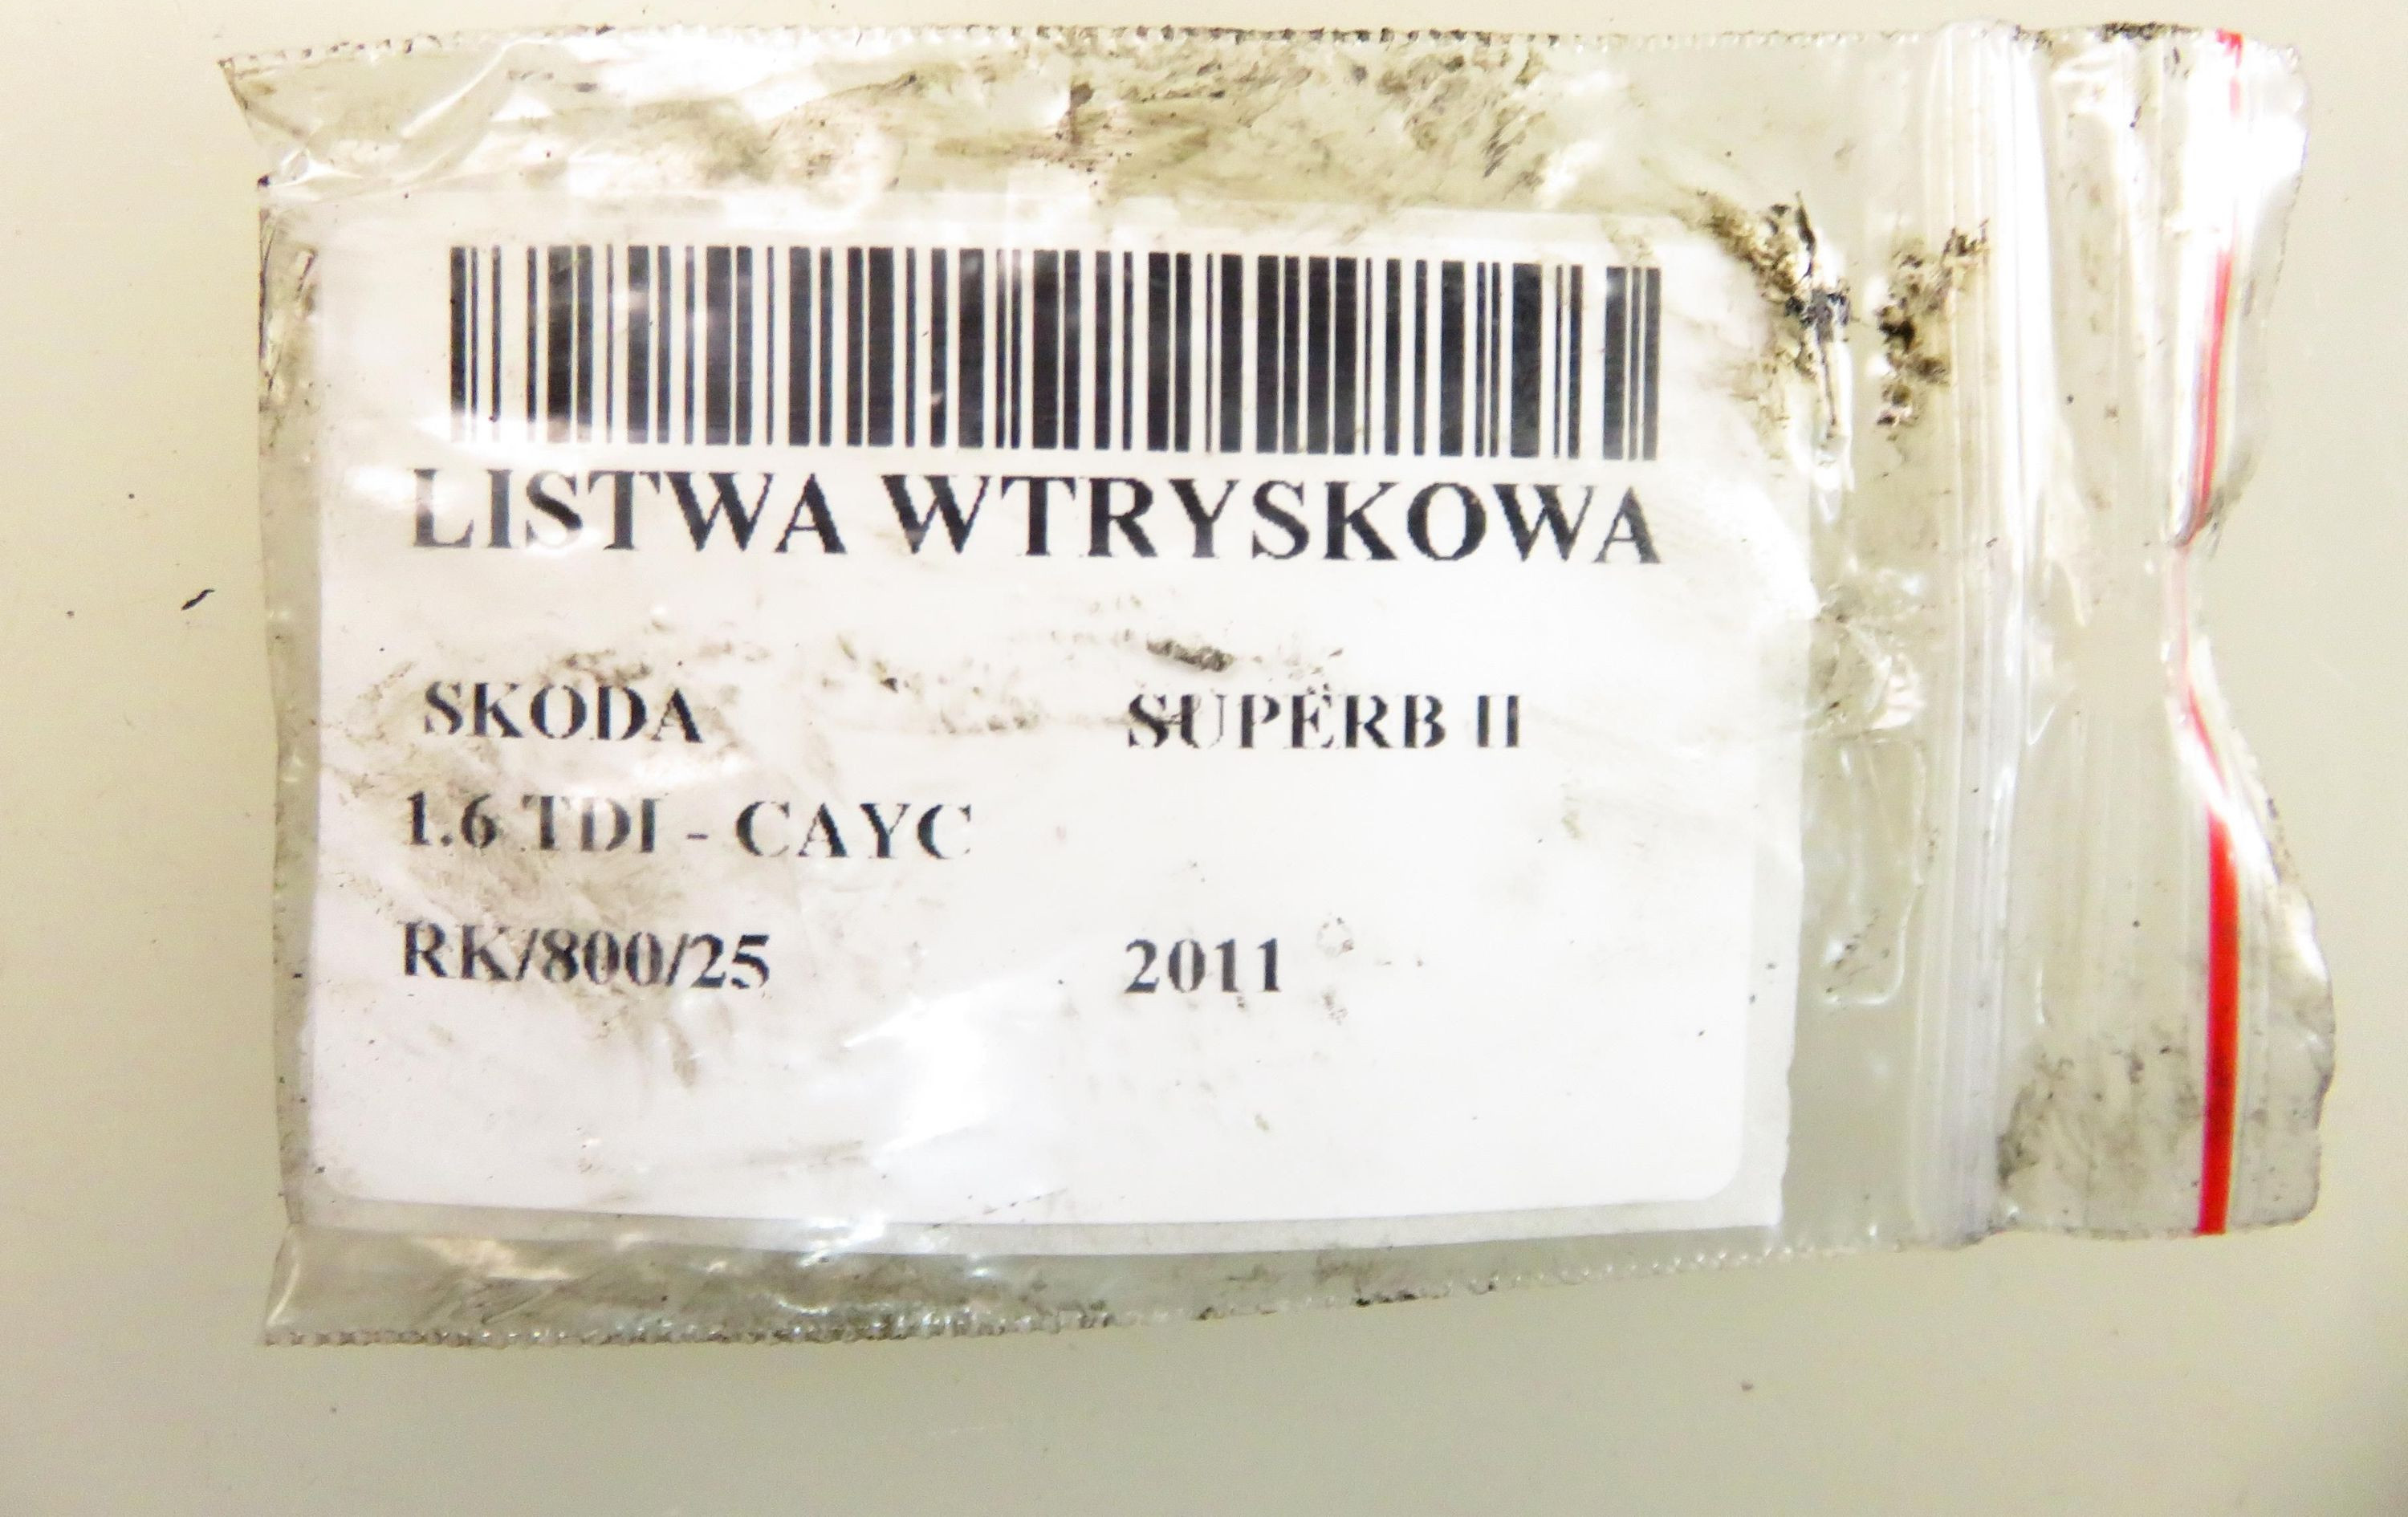 LISTWA WTRYSKOWA
SKODA SUPERB II
1.6 TDI - CAYC
RK/800/25 2011